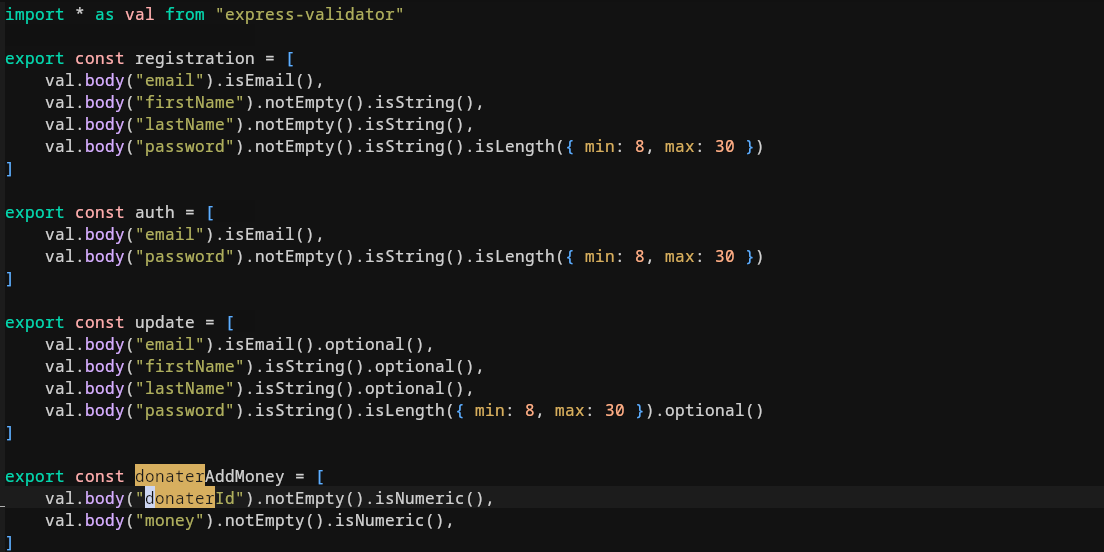 import * as val from "express-validator"
export const registration = [
    val.body("email").isEmail(),
    val.body("firstName").notEmpty().isString(),
    val.body("lastName").notEmpty().isString(),
    val.body("password").notEmpty().isString().isLength({ min: 8, max: 30 })
]
export const auth = [
    val.body("email").isEmail(),
    val.body("password").notEmpty().isString().isLength({ min: 8, max: 30 })
]
export const update = [
    val.body("email").isEmail().optional(),
    val.body("firstName").isString().optional(),
    val.body("lastName").isString().optional(),
    val.body("password").isString().isLength({ min: 8, max: 30 }).optional()
]
export const donaterAddMoney = [
    val.body("donaterId").notEmpty().isNumeric(),
    val.body("money").notEmpty().isNumeric(),
]